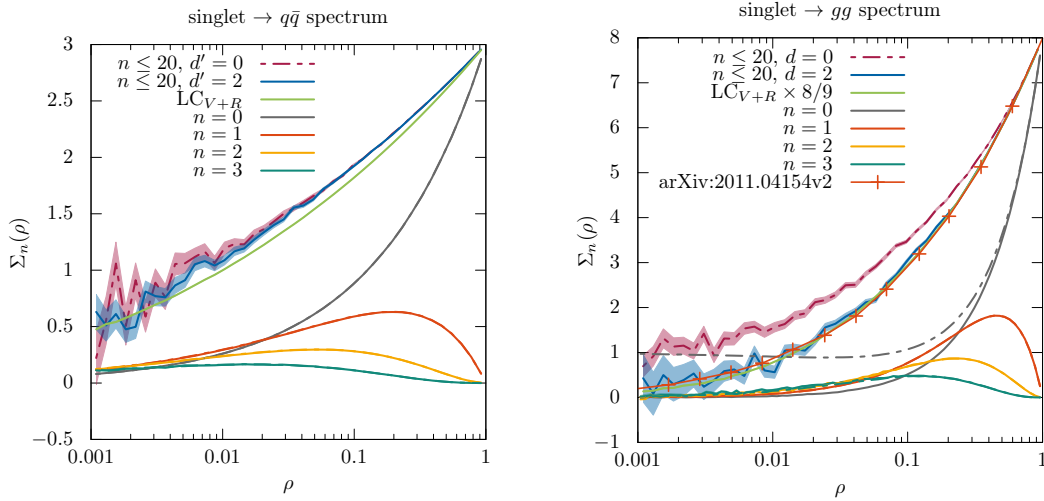 singlet → qq̄ spectrum
n ≤ 20, d′ = 0
n ≤ 20, d′ = 2
LC_{V+R}
n = 0
n = 1
n = 2
n = 3
Σ_n(ρ)
3
2.5
2
1.5
1
0.5
0
−0.5
0.001
0.01
0.1
1
ρ
singlet → gg spectrum
n ≤ 20, d = 0
n ≤ 20, d = 2
LC_{V+R} × 8/9
n = 0
n = 1
n = 2
n = 3
arXiv:2011.04154v2
Σ_n(ρ)
8
7
6
5
4
3
2
1
0
−1
0.001
0.01
0.1
1
ρ